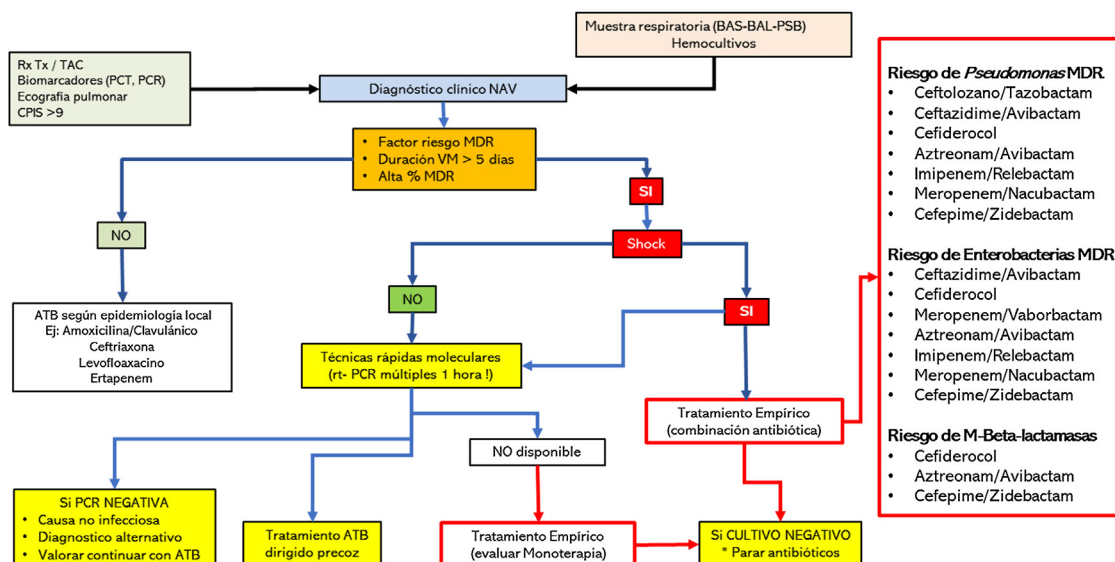 Muestra respiratoria (BAS-BAL-PSB)
Hemocultivos
Rx Tx / TAC
Biomarcadores (PCT, PCR)
Ecografía pulmonar
CPIS >9
Diagnóstico clínico NAV
• Factor riesgo MDR
• Duración VM > 5 días
• Alta % MDR
SI
NO
Shock
NO
SI
ATB según epidemiología local
Ej: Amoxicilina/Clavulánico
Ceftriaxona
Levofloaxacino
Ertapenem
Técnicas rápidas moleculares
(rt- PCR múltiples 1 hora !)
Tratamiento Empírico
(combinación antibiótica)
NO disponible
Si PCR NEGATIVA
• Causa no infecciosa
• Diagnostico alternativo
• Valorar continuar con ATB
Tratamiento ATB
dirigido precoz
Tratamiento Empírico
(evaluar Monoterapia)
Si CULTIVO NEGATIVO
* Parar antibióticos
Riesgo de Pseudomonas MDR.
• Ceftolozano/Tazobactam
• Ceftazidime/Avibactam
• Cefiderocol
• Aztreonam/Avibactam
• Imipenem/Relebactam
• Meropenem/Nacubactam
• Cefepime/Zidebactam
Riesgo de Enterobacterias MDR
• Ceftazidime/Avibactam
• Cefiderocol
• Meropenem/Vaborbactam
• Aztreonam/Avibactam
• Imipenem/Relebactam
• Meropenem/Nacubactam
• Cefepime/Zidebactam
Riesgo de M-Beta-lactamasas
• Cefiderocol
• Aztreonam/Avibactam
• Cefepime/Zidebactam